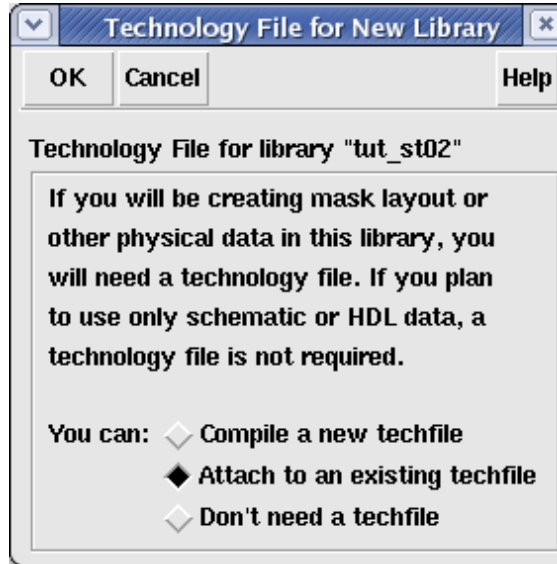 Technology File for New Library
OK Cancel Help
Technology File for library "tut_st02"
If you will be creating mask layout or
other physical data in this library, you
will need a technology file. If you plan
to use only schematic or HDL data, a
technology file is not required.
You can: Compile a new techfile
Attach to an existing techfile
Don't need a techfile